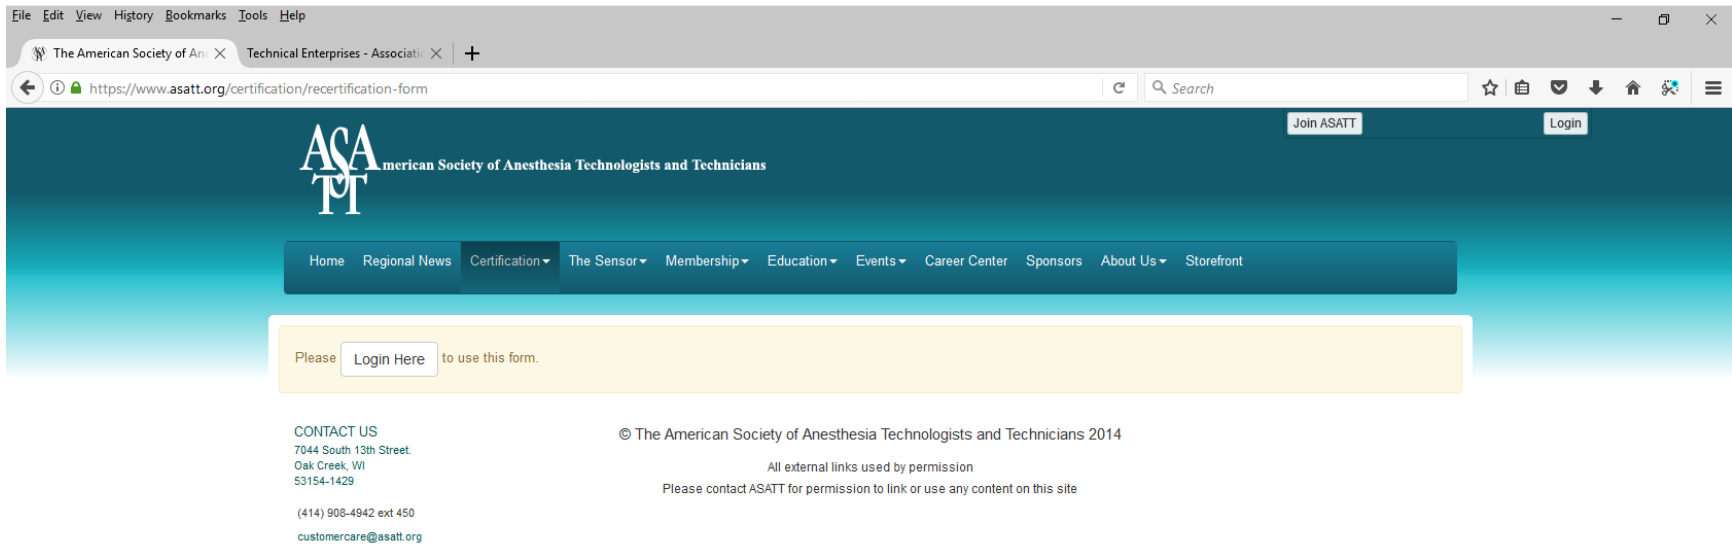 File Edit View History Bookmarks Tools Help
The American Society of An
Technical Enterprises - Associati
https://www.asatt.org/certification/recertification-form
Search
Join ASATT
Login
ASATT
American Society of Anesthesia Technologists and Technicians
Home Regional News Certification The Sensor Membership Education Events Career Center Sponsors About Us Storefront
Please Login Here to use this form.
CONTACT US
7044 South 13th Street.
Oak Creek, WI
53154-1429
(414) 908-4942 ext 450
customercare@asatt.org
© The American Society of Anesthesia Technologists and Technicians 2014
All external links used by permission
Please contact ASATT for permission to link or use any content on this site